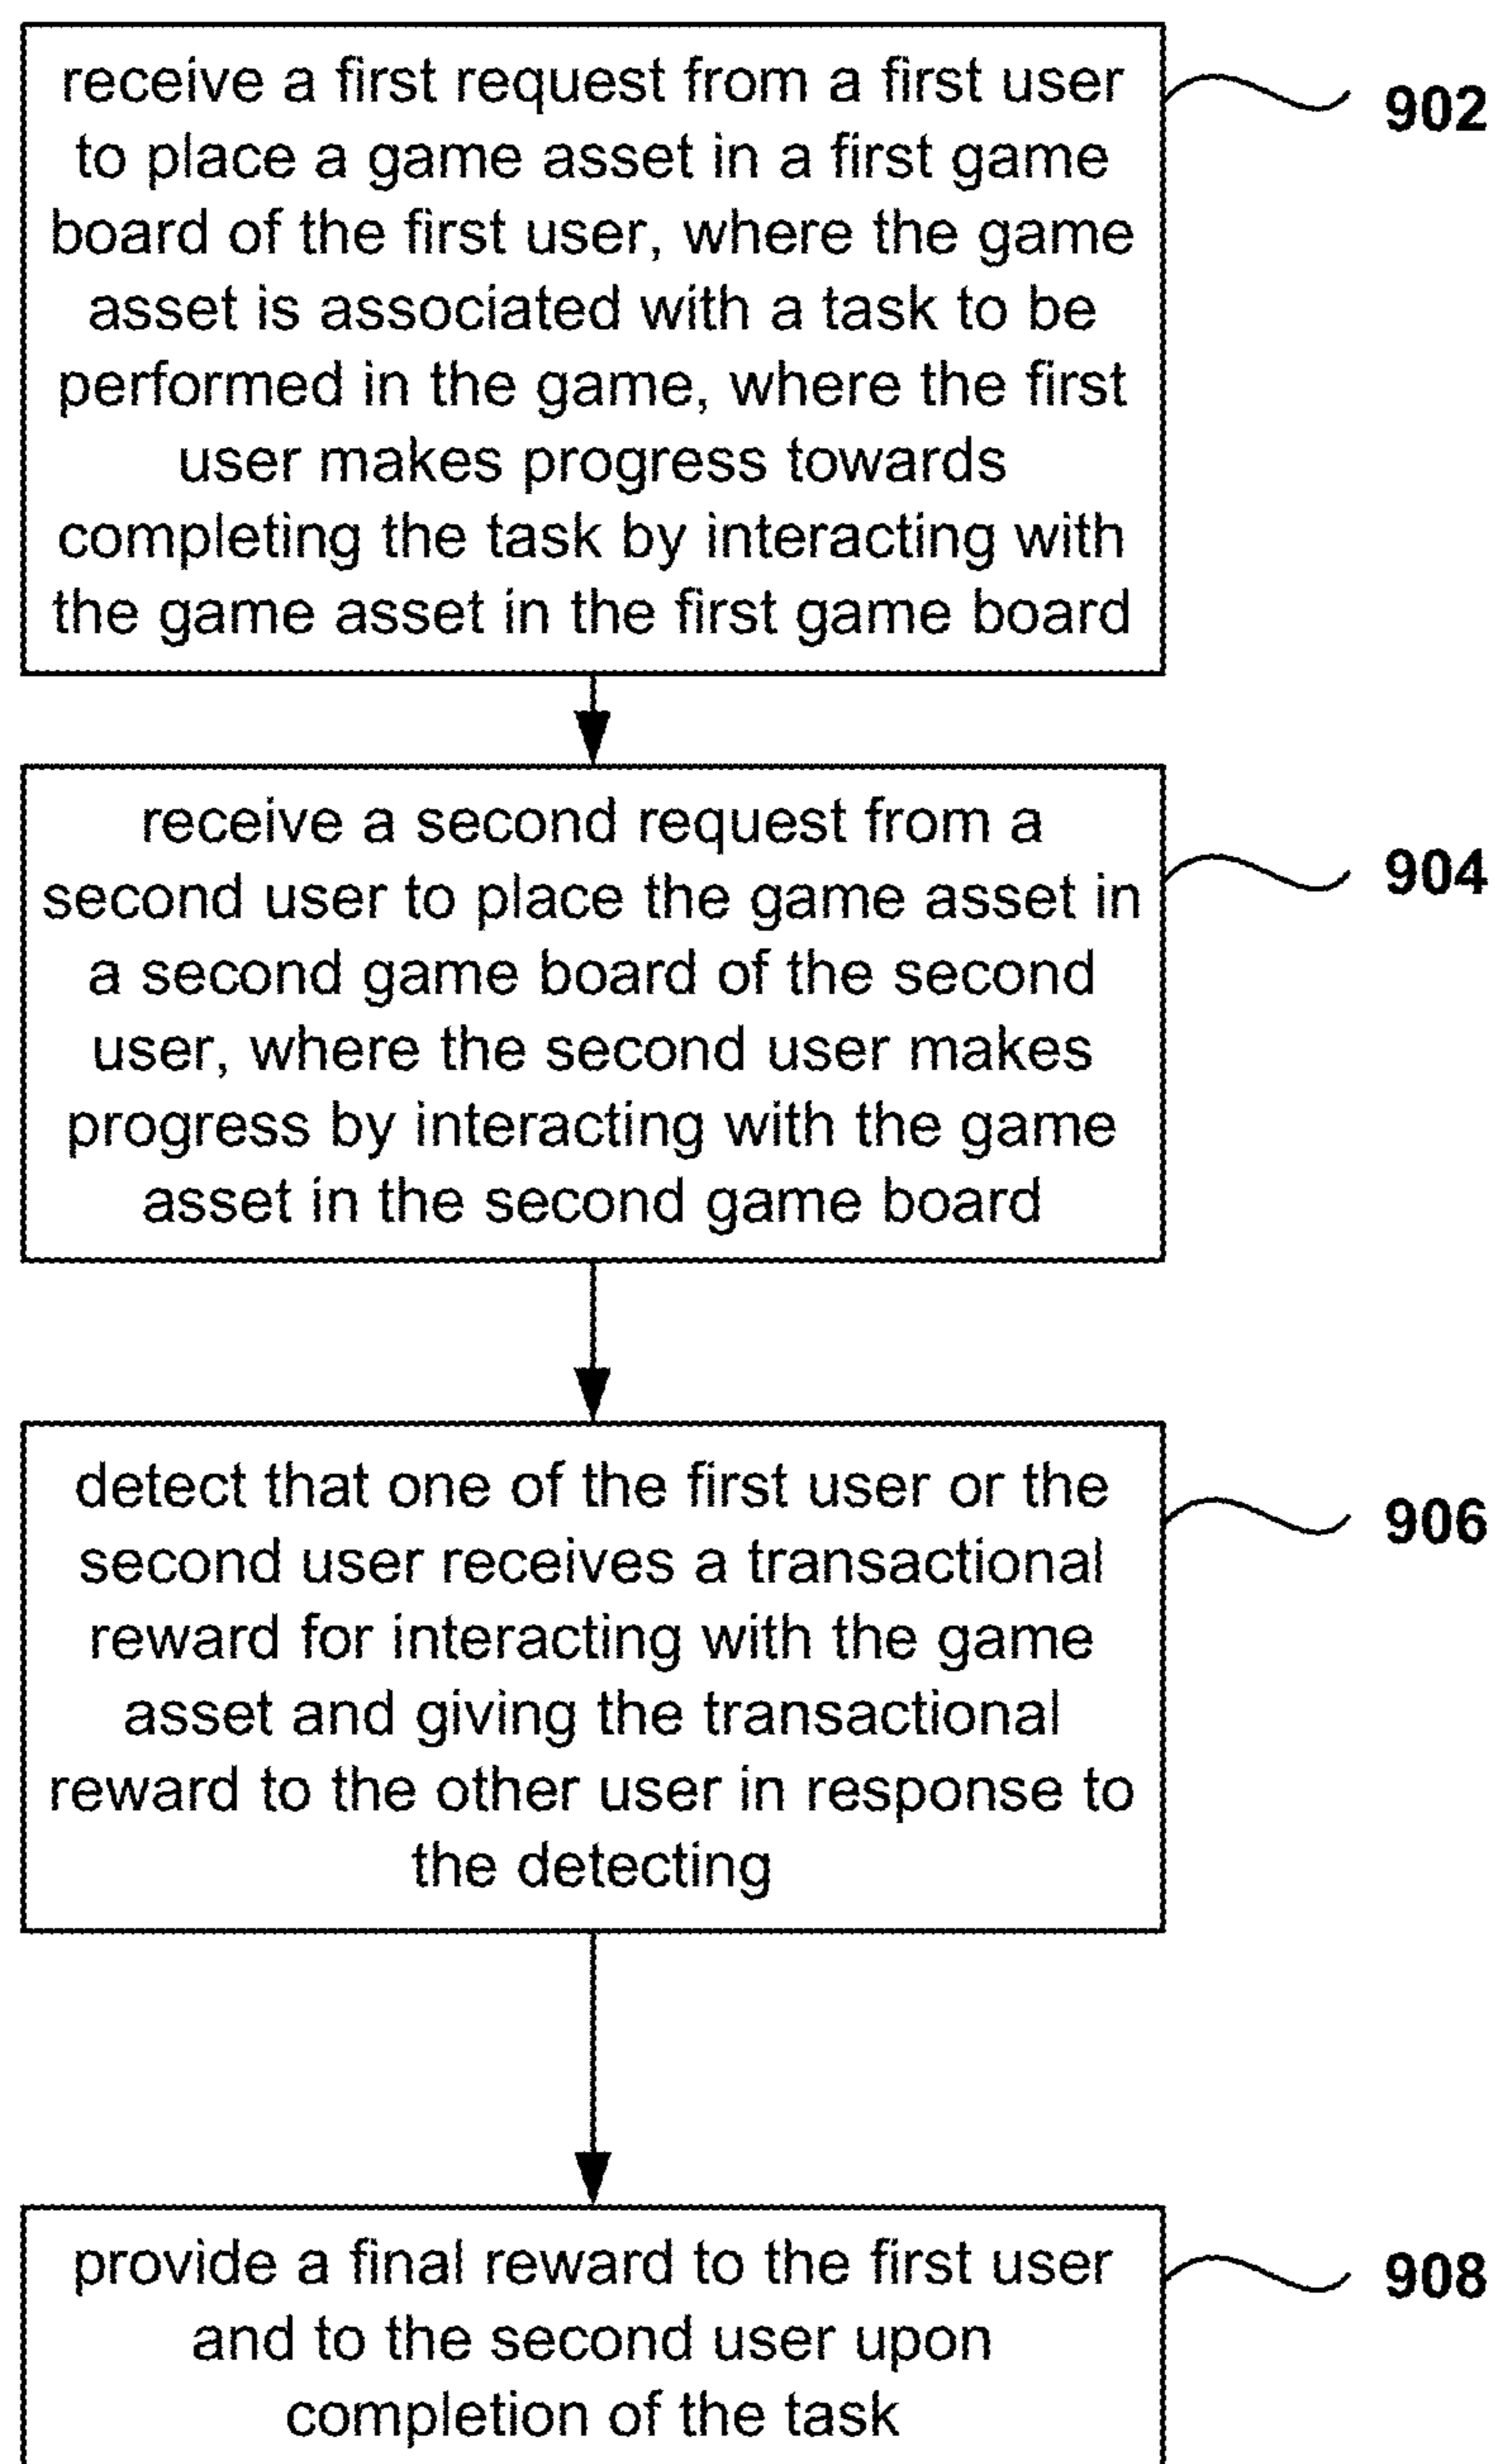 receive a first request from a first user
to place a game asset in a first game
board of the first user, where the game
asset is associated with a task to be
performed in the game, where the first
user makes progress towards
completing the task by interacting with
the game asset in the first game board
902
receive a second request from a
second user to place the game asset in
a second game board of the second
user, where the second user makes
progress by interacting with the game
asset in the second game board
904
detect that one of the first user or the
second user receives a transactional
reward for interacting with the game
asset and giving the transactional
reward to the other user in response to
the detecting
906
provide a final reward to the first user
and to the second user upon
completion of the task
908